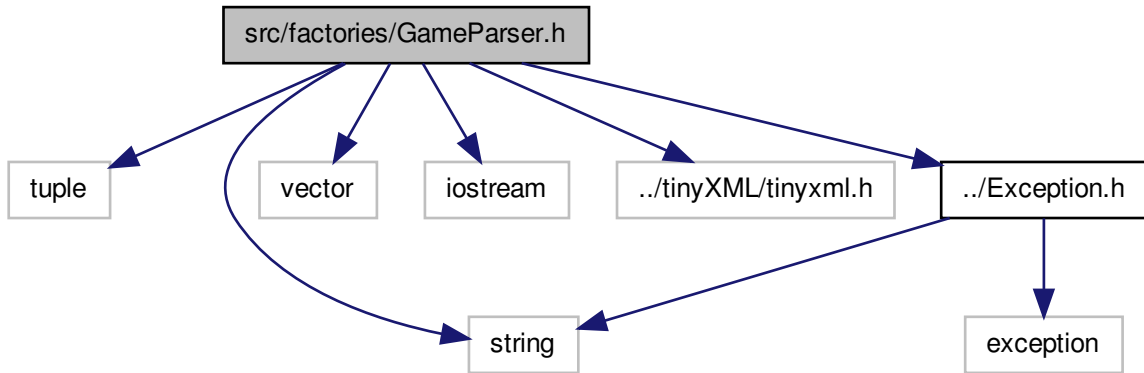 src/factories/GameParser.h
tuple
vector
iostream
../tinyXML/tinyxml.h
../Exception.h
string
exception